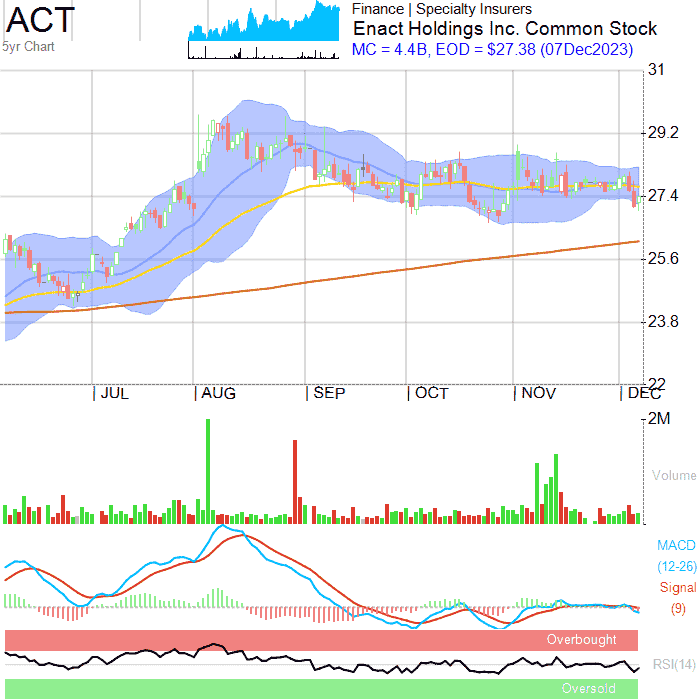 ACT
5yr Chart
Finance | Specialty Insurers
Enact Holdings Inc. Common Stock
MC = 4.4B, EOD = $27.38 (07Dec2023)
31
29.2
27.4
25.6
23.8
22
| JUL | AUG | SEP | OCT | NOV | DEC
2M
Volume
MACD
(12-26)
Signal
(9)
Overbought
RSI(14)
Oversold